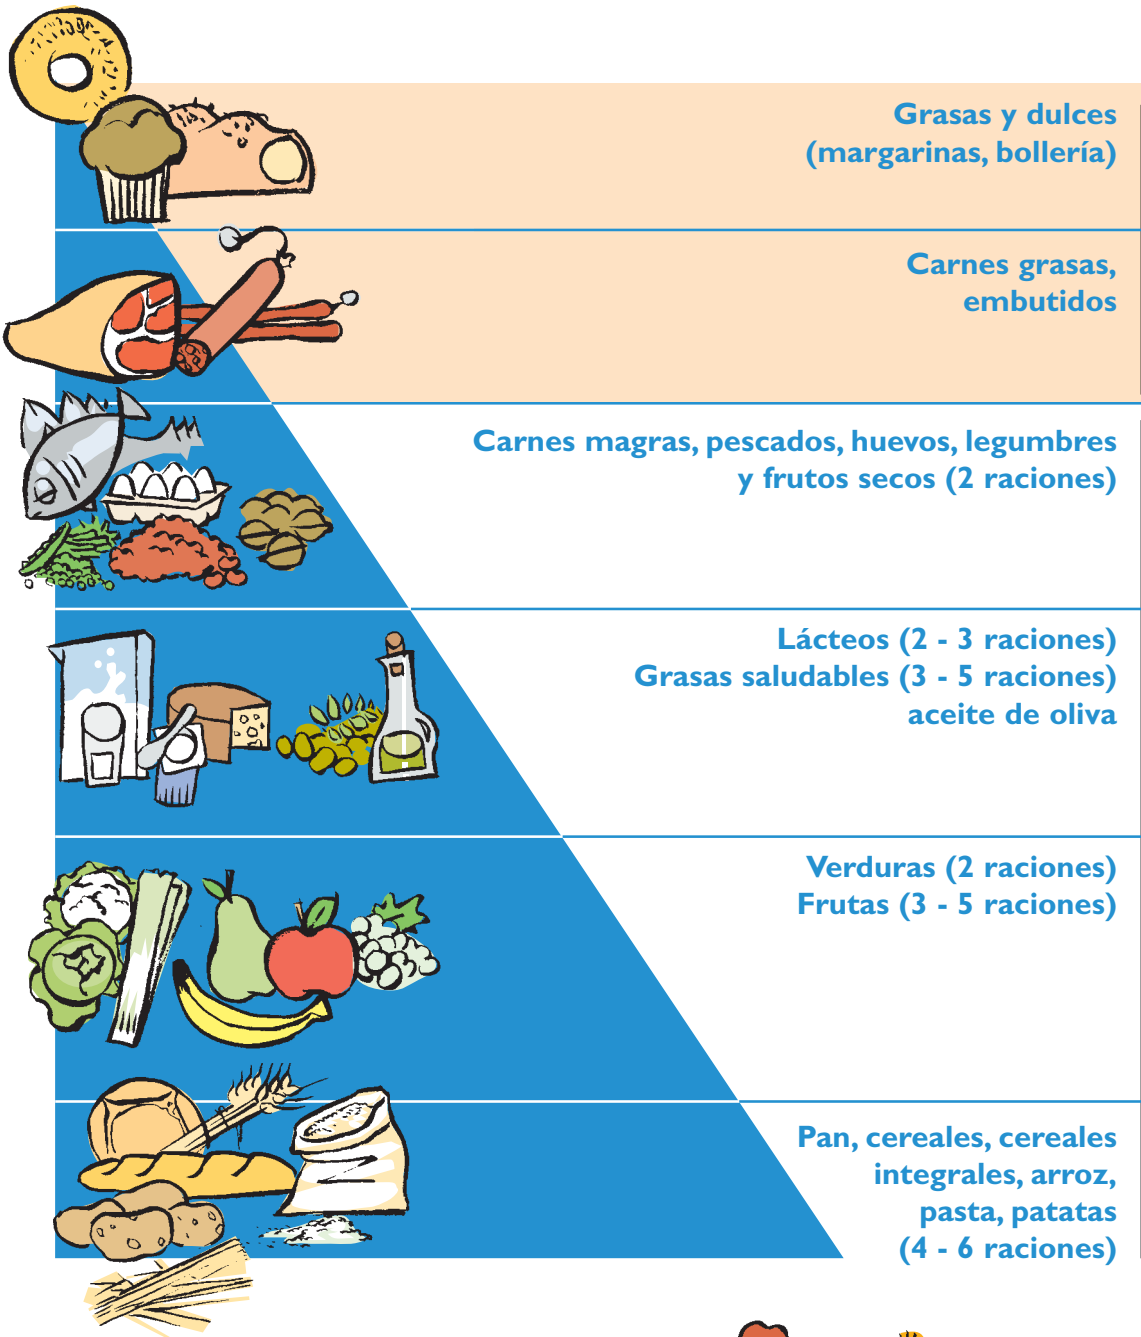 Grasas y dulces
(margarinas, bollería)
Carnes grasas,
embutidos
Carnes magras, pescados, huevos, legumbres
y frutos secos (2 raciones)
Lácteos (2 - 3 raciones)
Grasas saludables (3 - 5 raciones)
aceite de oliva
Verduras (2 raciones)
Frutas (3 - 5 raciones)
Pan, cereales, cereales
integrales, arroz,
pasta, patatas
(4 - 6 raciones)